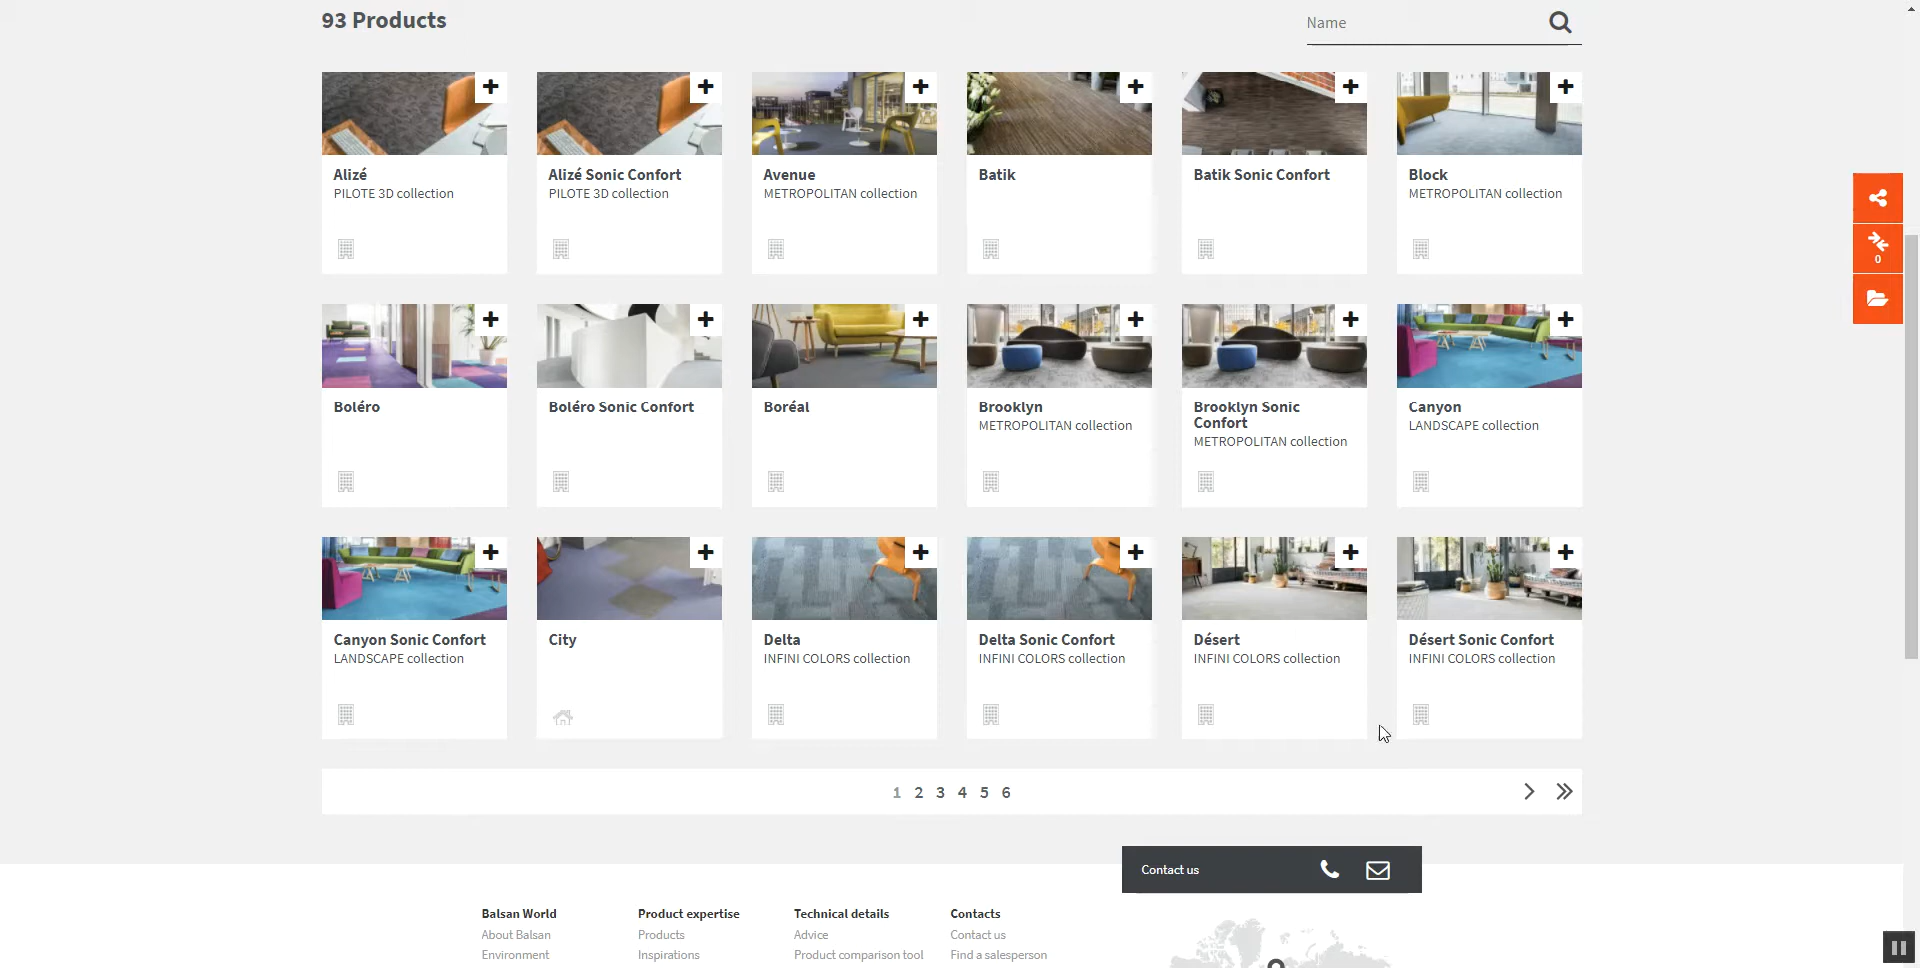 93 Products
Name
Alizé
PILOTE 3D collection
Alizé Sonic Confort
PILOTE 3D collection
Avenue
METROPOLITAN collection
Batik
Batik Sonic Confort
Block
METROPOLITAN collection
0
Boléro
Boléro Sonic Confort
Boréal
Brooklyn
METROPOLITAN collection
Brooklyn Sonic
Confort
METROPOLITAN collection
Canyon
LANDSCAPE collection
Canyon Sonic Confort
LANDSCAPE collection
City
Delta
INFINI COLORS collection
Delta Sonic Confort
INFINI COLORS collection
Désert
INFINI COLORS collection
Désert Sonic Confort
INFINI COLORS collection
1 2 3 4 5 6
Contact us
Balsan World
About Balsan
Environment
Product expertise
Products
Inspirations
Technical details
Advice
Product comparison tool
Contacts
Contact us
Find a salesperson